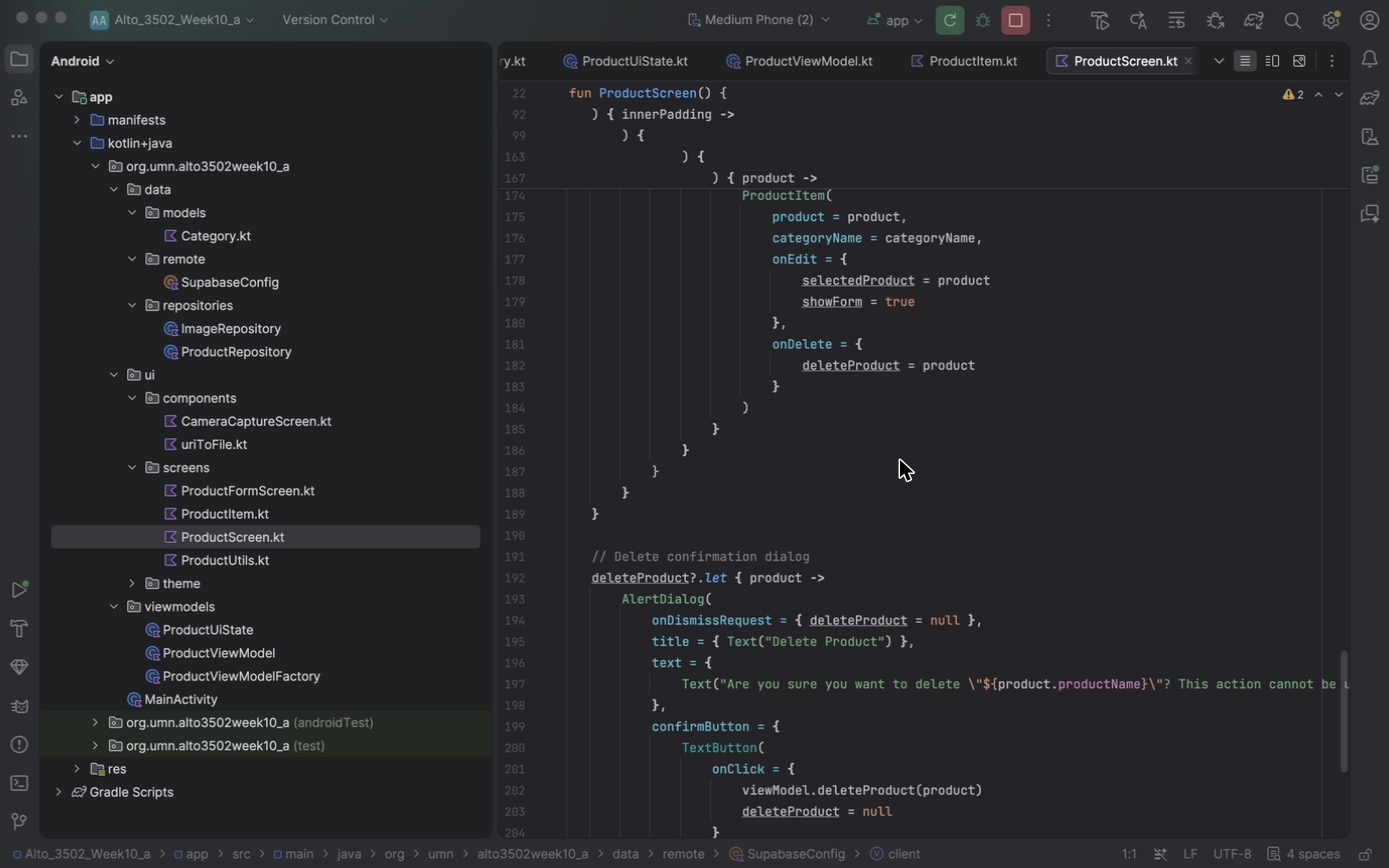 AA Alto_3502_Week10_a Version Control Medium Phone (2) app
Android
app
manifests
kotlin+java
org.umn.alto3502week10_a
data
models
Category.kt
remote
SupabaseConfig
repositories
ImageRepository
ProductRepository
ui
components
CameraCaptureScreen.kt
uriToFile.kt
screens
ProductFormScreen.kt
ProductItem.kt
ProductScreen.kt
ProductUtils.kt
theme
viewmodels
ProductUiState
ProductViewModel
ProductViewModelFactory
MainActivity
org.umn.alto3502week10_a (androidTest)
org.umn.alto3502week10_a (test)
res
Gradle Scripts
ry.kt ProductUiState.kt ProductViewModel.kt ProductItem.kt ProductScreen.kt
22 fun ProductScreen() { 2
92 ) { innerPadding ->
99 ) {
163 ) {
167 ) { product ->
174 ProductItem(
175 product = product,
176 categoryName = categoryName,
177 onEdit = {
178 selectedProduct = product
179 showForm = true
180 },
181 onDelete = {
182 deleteProduct = product
183 }
184 )
185 }
186 }
187 }
188 }
189 }
190
191 // Delete confirmation dialog
192 deleteProduct?.let { product ->
193 AlertDialog(
194 onDismissRequest = { deleteProduct = null },
195 title = { Text("Delete Product") },
196 text = {
197 Text("Are you sure you want to delete \"${product.productName}\"? This action cannot be u
198 },
199 confirmButton = {
200 TextButton(
201 onClick = {
202 viewModel.deleteProduct(product)
203 deleteProduct = null
204 }
Alto_3502_Week10_a > app > src > main > java > org > umn > alto3502week10_a > data > remote > SupabaseConfig > client 1:1 LF UTF-8 4 spaces